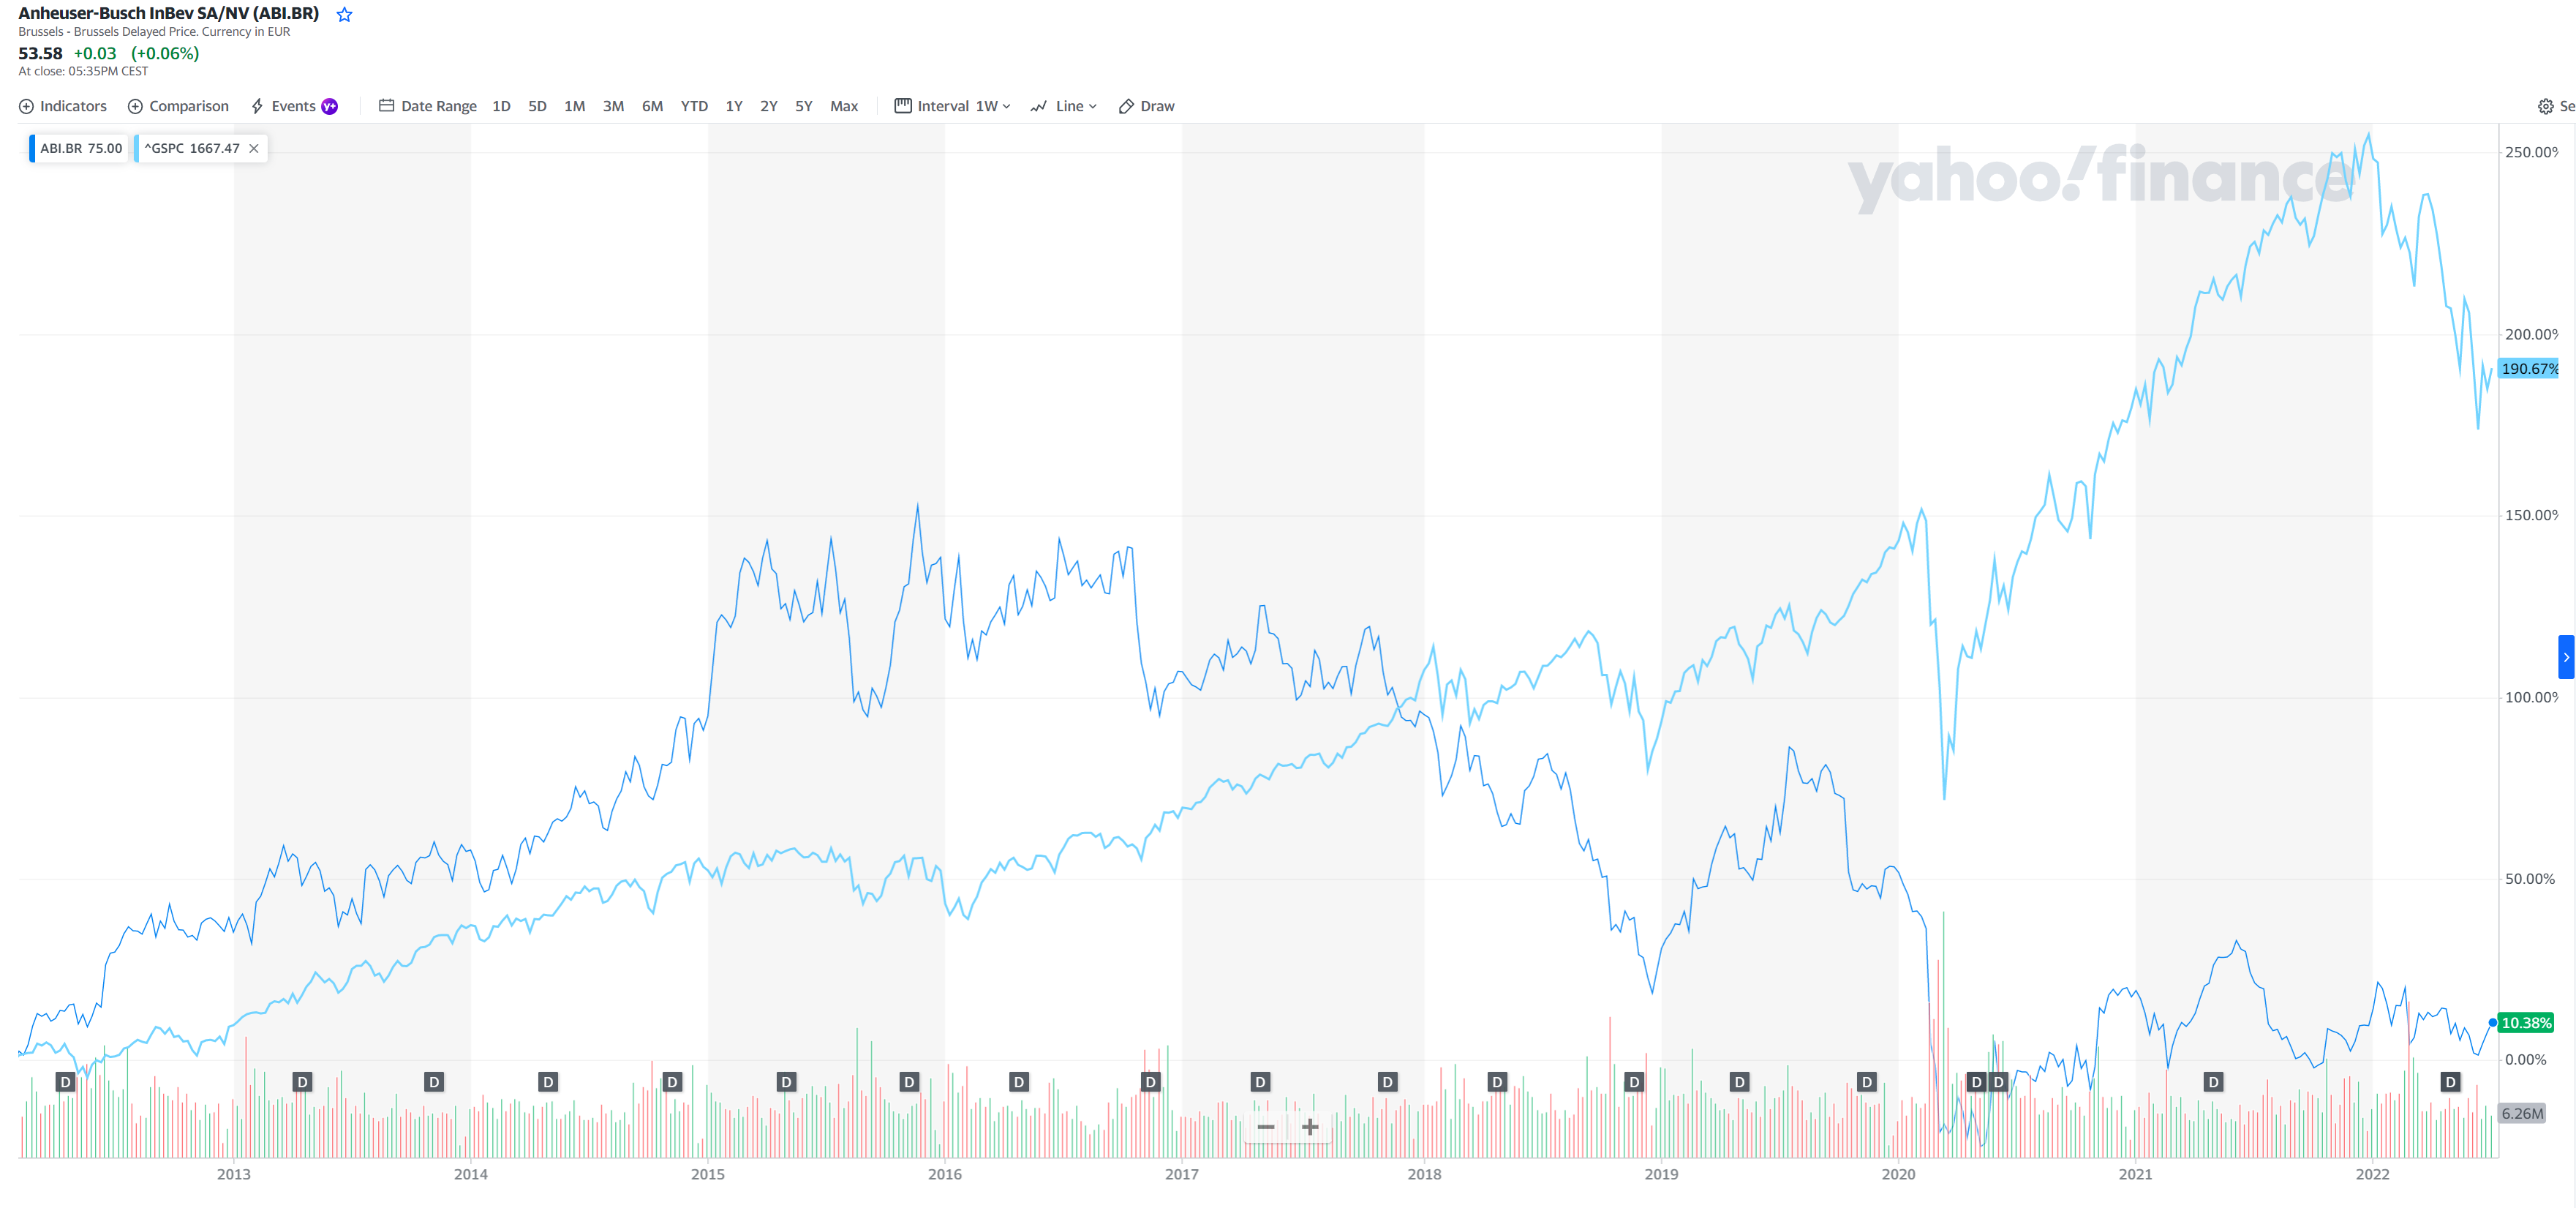 Anheuser-Busch InBev SA/NV (ABI.BR)
Brussels - Brussels Delayed Price. Currency in EUR
53.58 +0.03 (+0.06%)
At close: 05:35PM CEST
Indicators Comparison Events y+ Date Range 1D 5D 1M 3M 6M YTD 1Y 2Y 5Y Max Interval 1W Line Draw Se
ABI.BR 75.00 ^GSPC 1667.47
yahoo!finance
250.00%
200.00%
190.67%
150.00%
100.00%
50.00%
10.38%
0.00%
D D D D D D D D D D D D D D D D D D D
6.26M
2013 2014 2015 2016 2017 2018 2019 2020 2021 2022